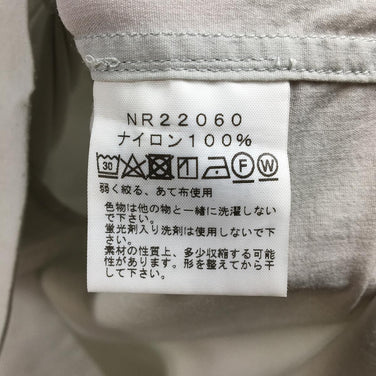 NR22060
ナイロン100%
30 F W
弱く絞る、あて布使用
色物は他の物と一緒に洗濯しない
で下さい。
蛍光剤入り洗剤は使用しないで下
さい。
素材の性質上、多少収縮する可能
性があります。形を整えてから干
して下さい。